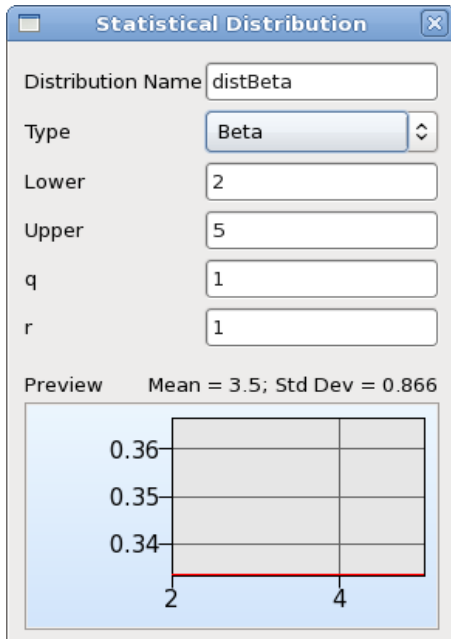 Statistical Distribution
Distribution Name distBeta
Type Beta
Lower 2
Upper 5
q 1
r 1
Preview Mean = 3.5; Std Dev = 0.866
0.36
0.35
0.34
2 4